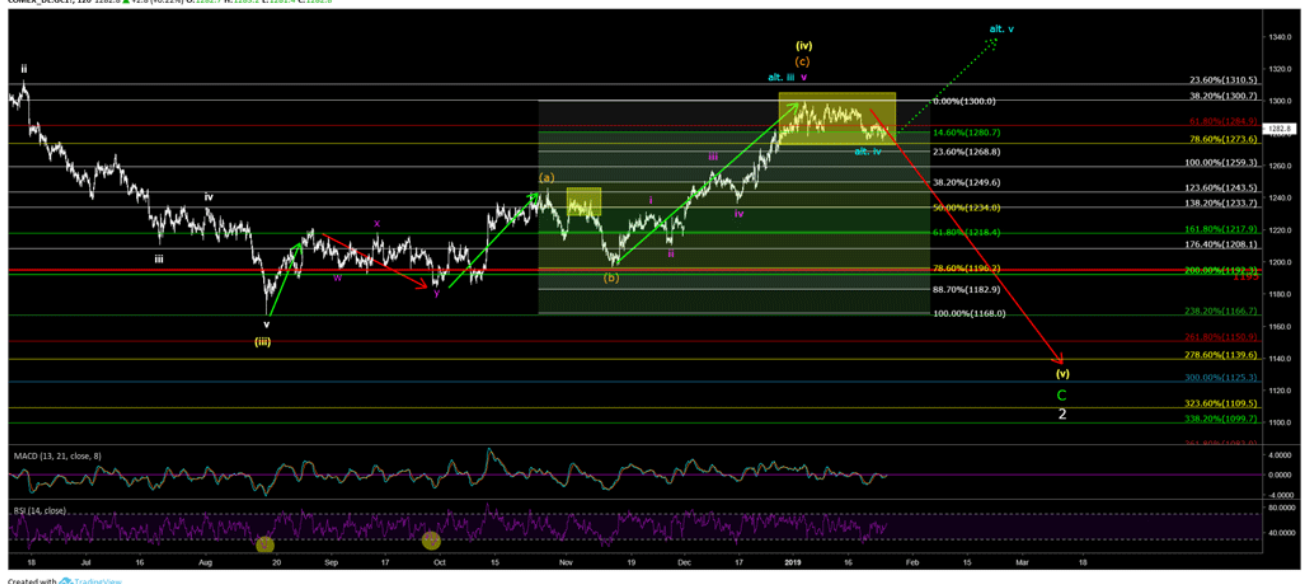 ii
iii
iv
v
(iii)
w
x
y
(a)
(b)
i
ii
iii
iv
(iv)
(c)
alt. iii v
alt. iv
alt. v
(v)
C
2
0.00%(1300.0)
14.60%(1280.7)
23.60%(1268.8)
38.20%(1249.6)
50.00%(1234.0)
61.80%(1218.4)
78.60%(1196.2)
88.70%(1182.9)
100.00%(1168.0)
23.60%(1310.5)
38.20%(1300.7)
61.80%(1284.9)
78.60%(1273.6)
100.00%(1259.3)
123.60%(1243.5)
138.20%(1233.7)
161.80%(1217.9)
176.40%(1208.1)
200.00%(1192.3)
1195
238.20%(1166.7)
261.80%(1150.9)
278.60%(1139.6)
300.00%(1125.3)
323.60%(1109.5)
338.20%(1099.7)
1340.0
1320.0
1300.0
1282.8
1260.0
1240.0
1220.0
1200.0
1180.0
1160.0
1140.0
1120.0
1100.0
MACD (13, 21, close, 8)
4.0000
0.0000
-4.0000
RSI (14, close)
80.0000
40.0000
18 Jul 16 Aug 20 Sep 17 Oct 15 Nov 19 Dec 17 2019 16 Feb 15 Mar 18
Created with TradingView